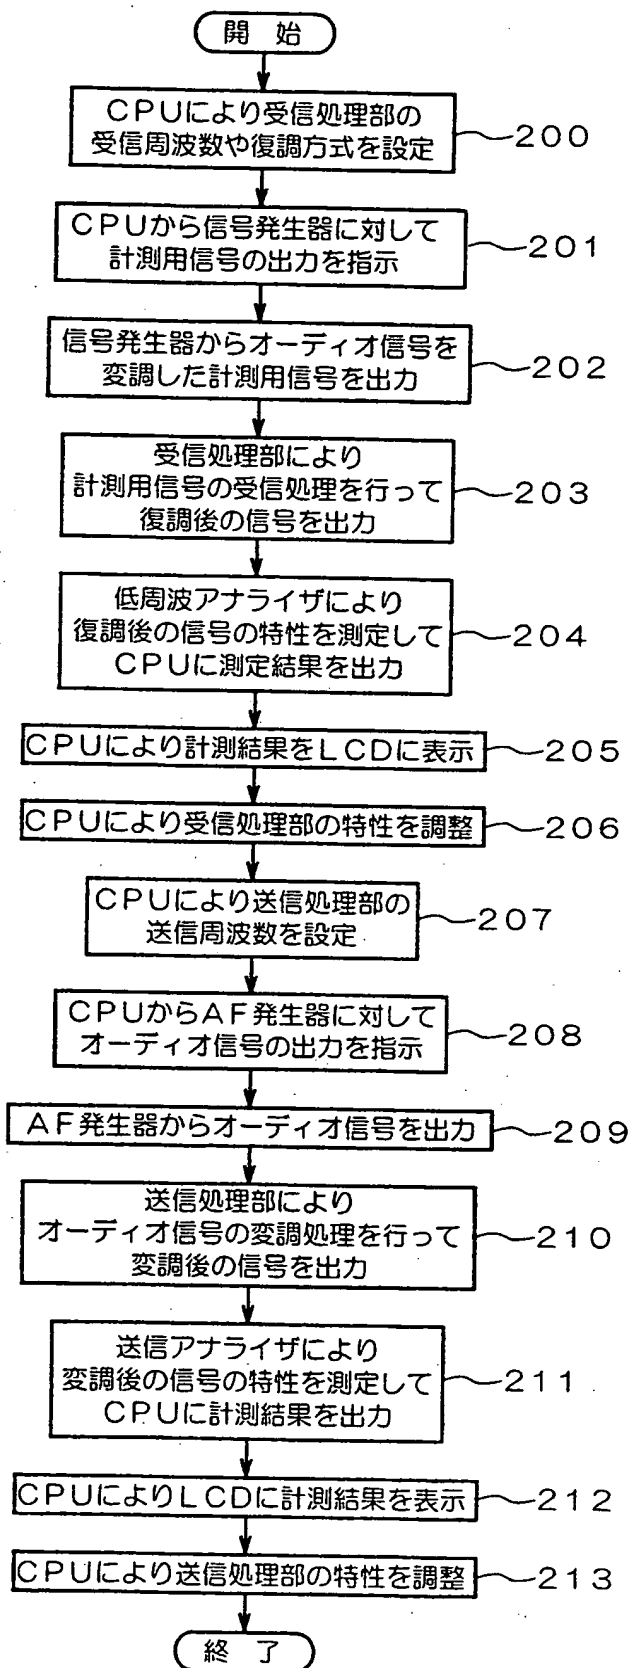 開 始
CPUにより受信処理部の
受信周波数や復調方式を設定
200
CPUから信号発生器に対して
計測用信号の出力を指示
201
信号発生器からオーディオ信号を
変調した計測用信号を出力
202
受信処理部により
計測用信号の受信処理を行って
復調後の信号を出力
203
低周波アナライザにより
復調後の信号の特性を測定して
CPUに測定結果を出力
204
CPUにより計測結果をLCDに表示
205
CPUにより受信処理部の特性を調整
206
CPUにより送信処理部の
送信周波数を設定
207
CPUからAF発生器に対して
オーディオ信号の出力を指示
208
AF発生器からオーディオ信号を出力
209
送信処理部により
オーディオ信号の変調処理を行って
変調後の信号を出力
210
送信アナライザにより
変調後の信号の特性を測定して
CPUに計測結果を出力
211
CPUによりLCDに計測結果を表示
212
CPUにより送信処理部の特性を調整
213
終 了